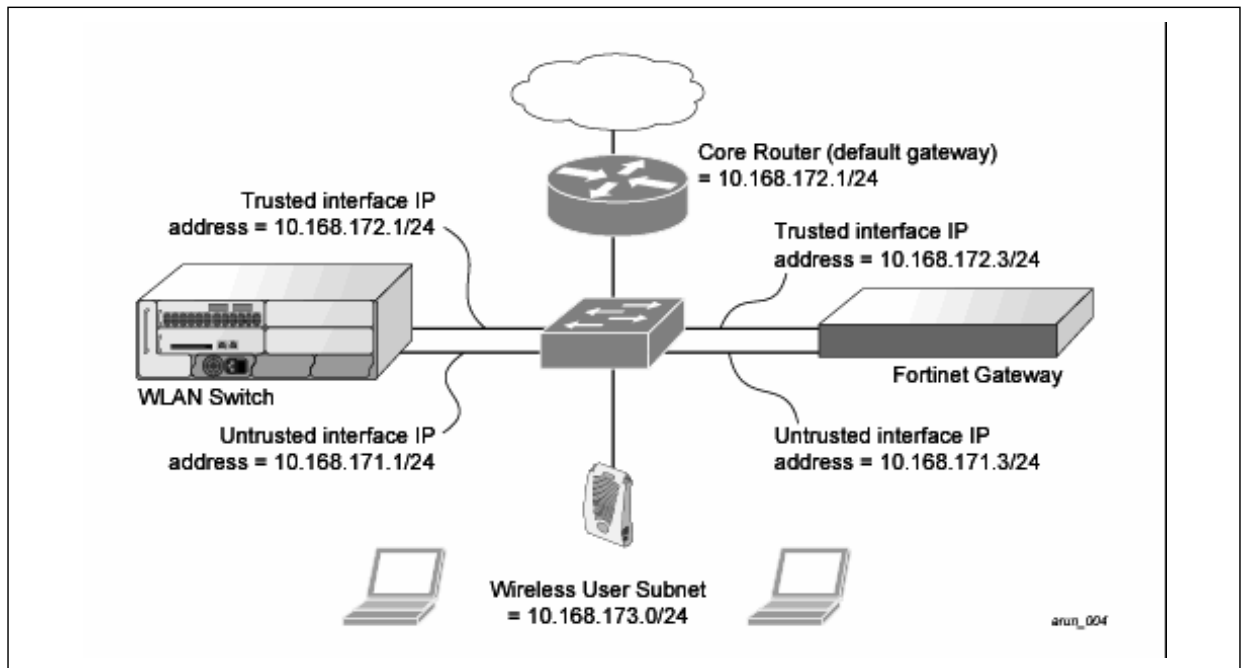 Core Router (default gateway)
= 10.168.172.1/24
Trusted interface IP
address = 10.168.172.1/24
Trusted interface IP
address = 10.168.172.3/24
WLAN Switch
Fortinet Gateway
Untrusted interface IP
address = 10.168.171.1/24
Untrusted interface IP
address = 10.168.171.3/24
Wireless User Subnet
= 10.168.173.0/24
arun_004